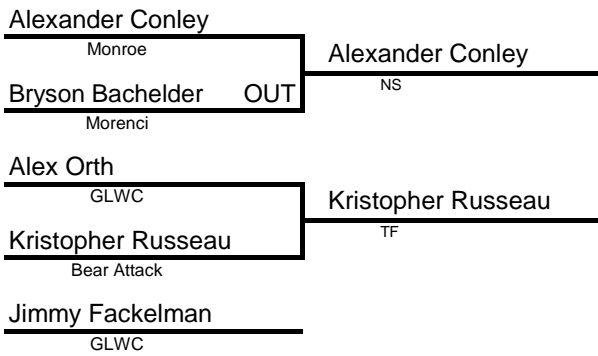 Alexander Conley
Monroe
Alexander Conley
NS
Bryson Bachelder OUT
Morenci
Alex Orth
GLWC
Kristopher Russeau
TF
Kristopher Russeau
Bear Attack
Jimmy Fackelman
GLWC